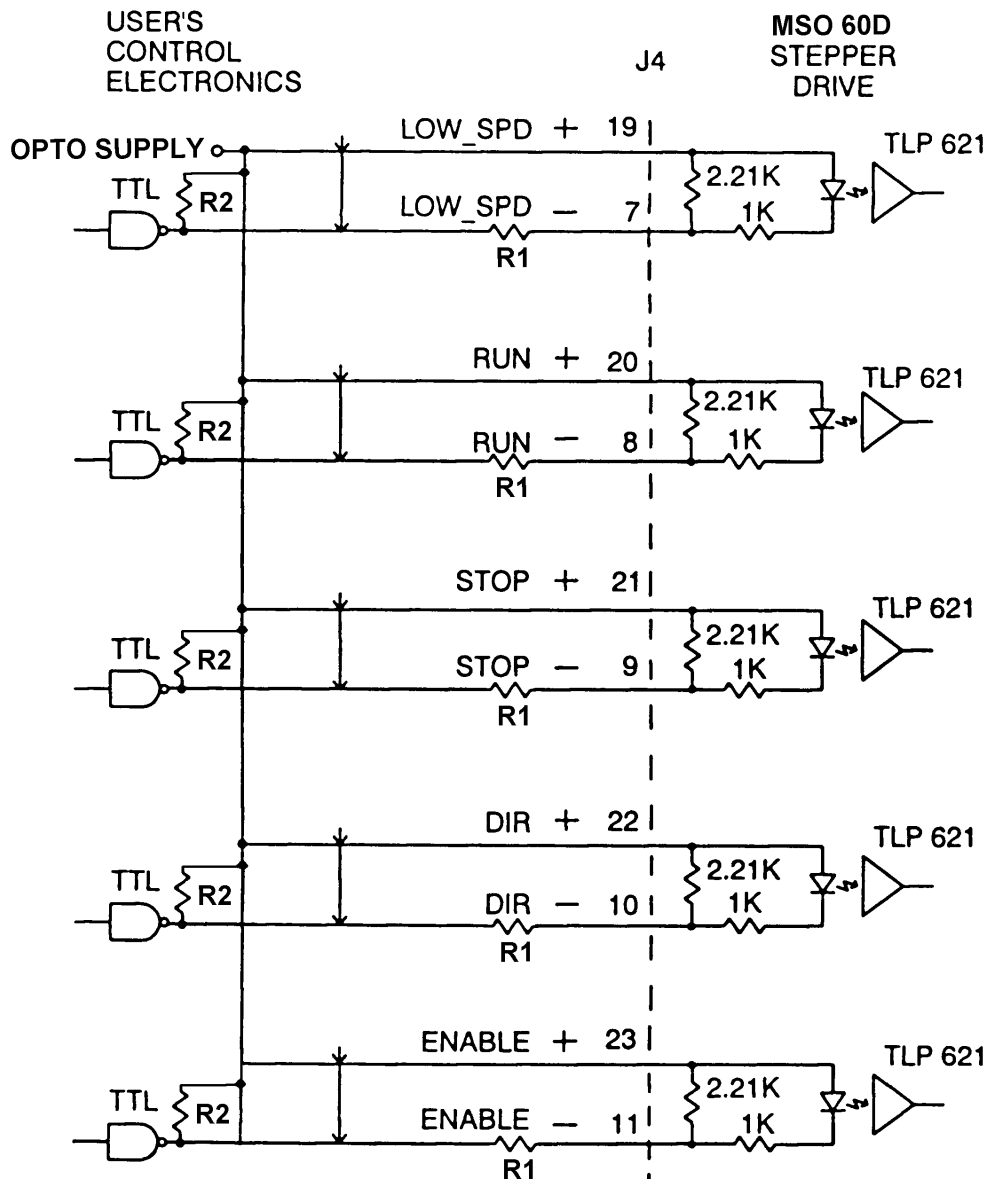 USER'S
CONTROL
ELECTRONICS
J4
MSO 60D
STEPPER
DRIVE
OPTO SUPPLY
LOW_SPD + 19
TLP 621
TTL
R2
2.21K
LOW_SPD - 7
1K
R1
RUN + 20
TLP 621
TTL
R2
2.21K
RUN - 8
1K
R1
STOP + 21
TLP 621
TTL
R2
2.21K
STOP - 9
1K
R1
DIR + 22
TLP 621
TTL
R2
2.21K
DIR - 10
1K
R1
ENABLE + 23
TLP 621
TTL
R2
2.21K
ENABLE - 11
1K
R1